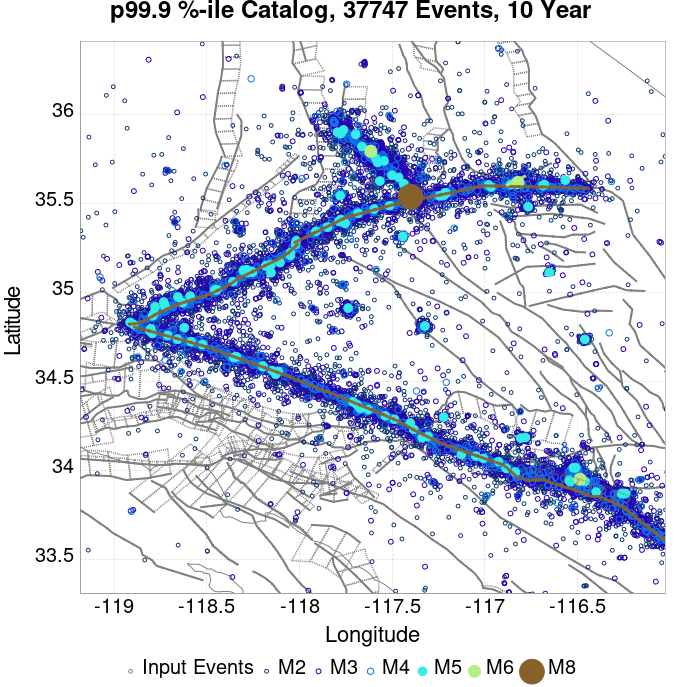 p99.9 %-ile Catalog, 37747 Events, 10 Year
Latitude
36
35.5
35
34.5
34
33.5
-119 -118.5 -118 -117.5 -117 -116.5
Longitude
Input Events M2 M3 M4 M5 M6 M8